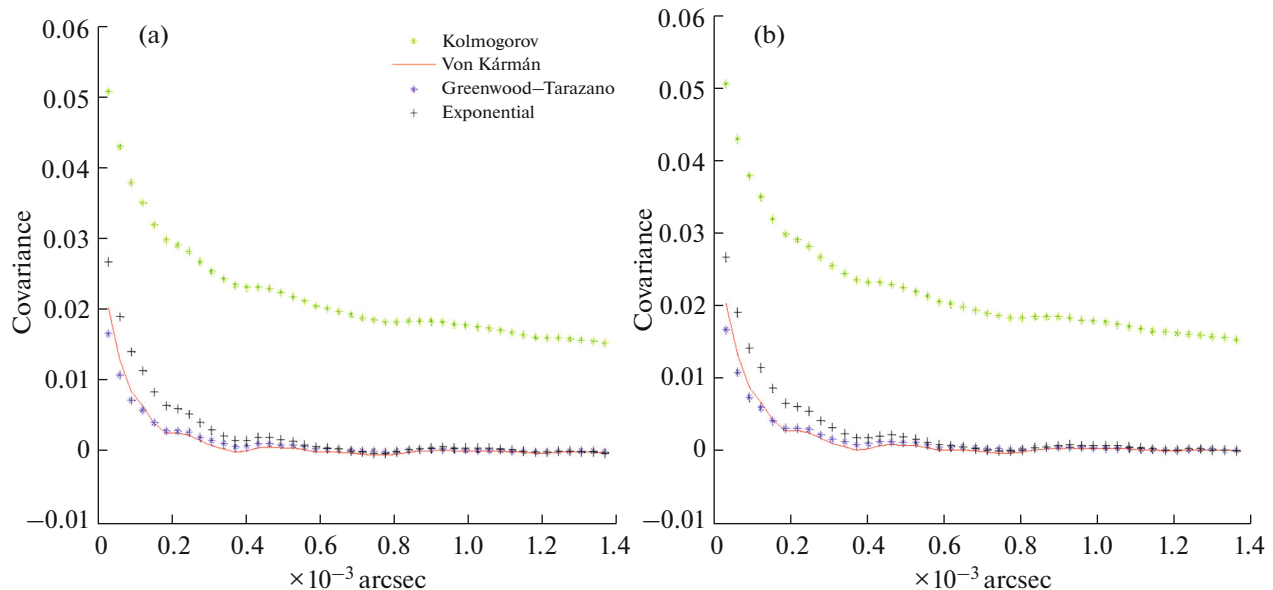 0.06
(a)
Kolmogorov
Von Kármán
Greenwood–Tarazano
Exponential
0.05
0.04
0.03
0.02
0.01
0
−0.01
Covariance
0 0.2 0.4 0.6 0.8 1.0 1.2 1.4
×10⁻³ arcsec
0.06
(b)
0.05
0.04
0.03
0.02
0.01
0
−0.01
Covariance
0 0.2 0.4 0.6 0.8 1.0 1.2 1.4
×10⁻³ arcsec